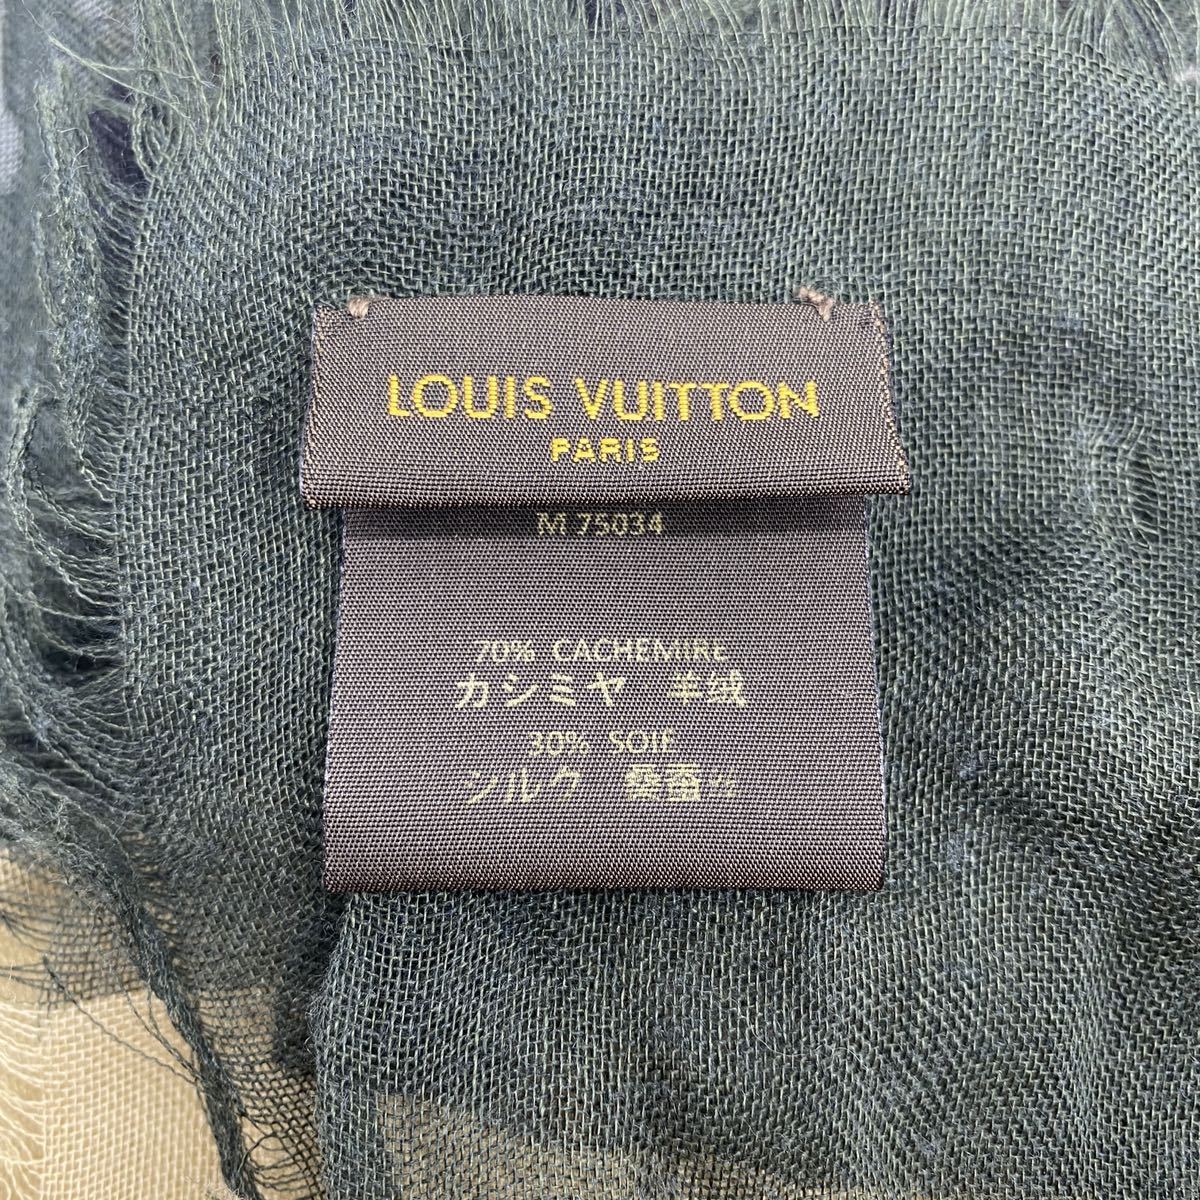 LOUIS VUITTON
PARIS
M 75034
70% CACHEMIRE
カシミヤ 羊绒
30% SOIE
シルク 桑蚕丝